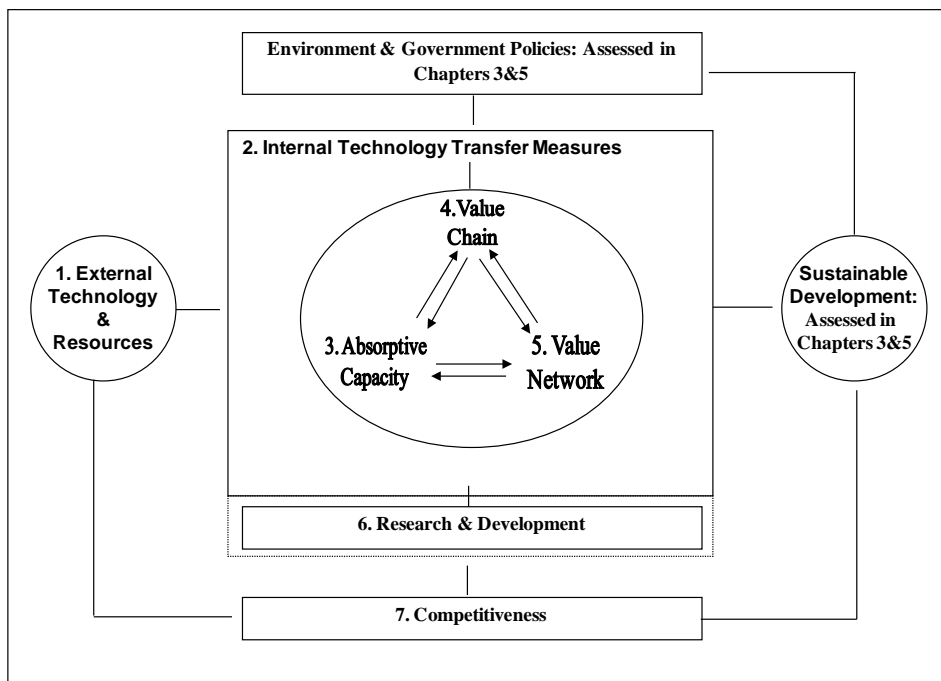 Environment & Government Policies: Assessed in
Chapters 3&5
2. Internal Technology Transfer Measures
4.Value
Chain
1. External
Technology
&
Resources
Sustainable
Development:
Assessed in
Chapters 3&5
3. Absorptive
Capacity
5. Value
Network
6. Research & Development
7. Competitiveness